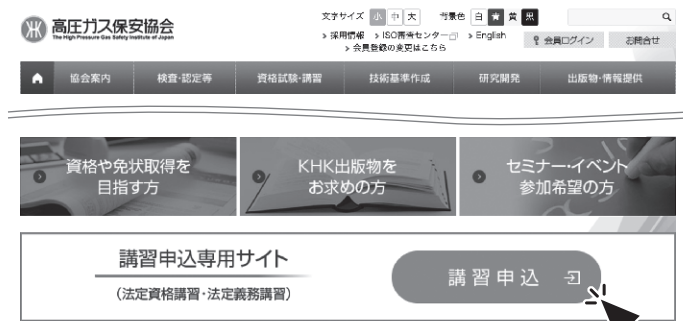 高圧ガス保安協会
The High Pressure Gas Safety Institute of Japan
文字サイズ 小 中 大 背景色 白 青 黄 黒
採用情報 ISO審査センター English
会員登録の変更はこちら
会員ログイン
お問合せ
協会案内 検査・認定等 資格試験・講習 技術基準作成 研究開発 出版物・情報提供
資格や免状取得を
目指す方
KHK出版物を
お求めの方
セミナー・イベント
参加希望の方
講習申込専用サイト
(法定資格講習・法定義務講習)
講習申込